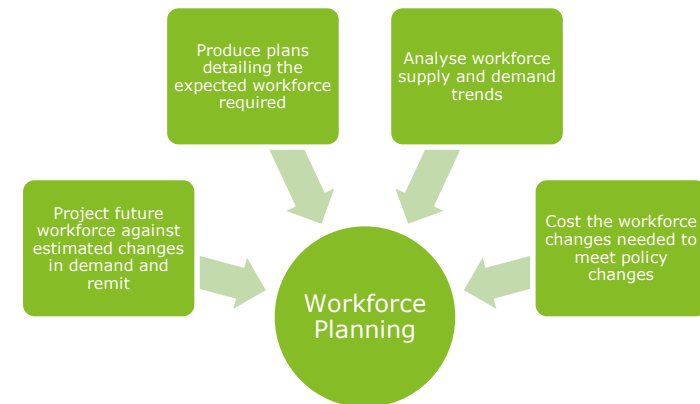 Produce plans
detailing the
expected workforce
required
Analyse workforce
supply and demand
trends
Project future
workforce against
estimated changes
in demand and
remit
Cost the workforce
changes needed to
meet policy
changes
Workforce
Planning